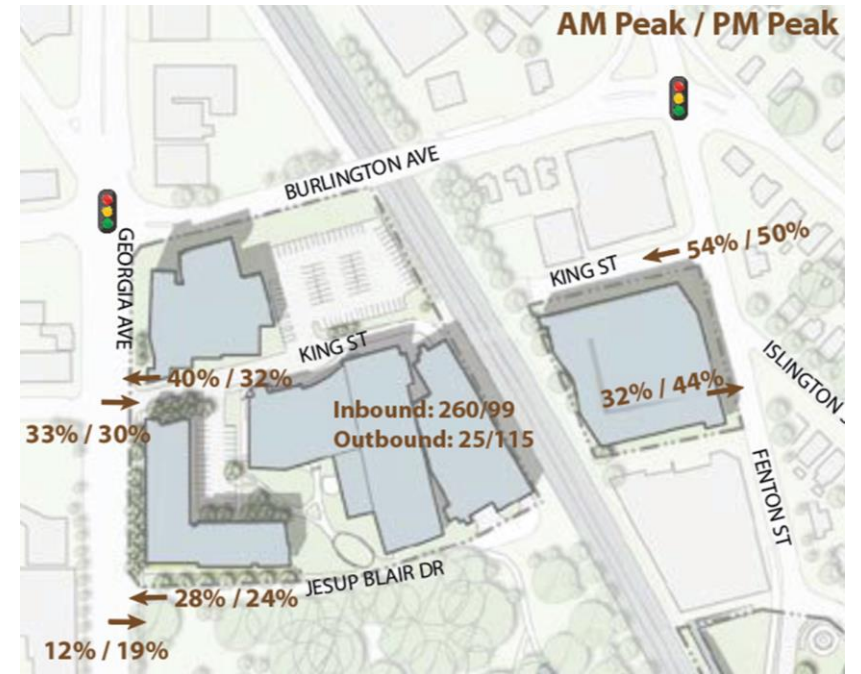 AM Peak / PM Peak
BURLINGTON AVE
GEORGIA AVE
54% / 50%
KING ST
KING ST
ISLINGTON
40% / 32%
32% / 44%
33% / 30%
Inbound: 260/99
Outbound: 25/115
FENTON ST
JESUP BLAIR DR
28% / 24%
12% / 19%